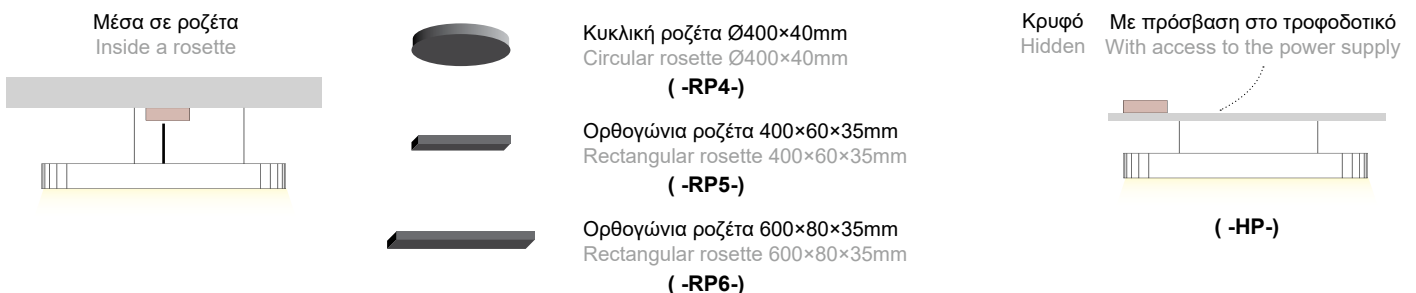 Μέσα σε ροζέτα
Inside a rosette
Κυκλική ροζέτα Ø400×40mm
Circular rosette Ø400×40mm
( -RP4-)
Ορθογώνια ροζέτα 400×60×35mm
Rectangular rosette 400×60×35mm
( -RP5-)
Ορθογώνια ροζέτα 600×80×35mm
Rectangular rosette 600×80×35mm
( -RP6-)
Κρυφό Με πρόσβαση στο τροφοδοτικό
Hidden With access to the power supply
( -HP-)